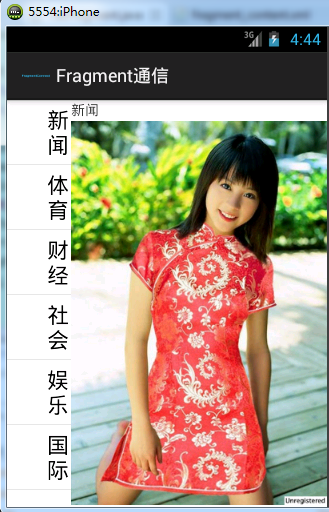 5554:iPhone
3G 4:44
Fragment通信
新闻
新闻
体育
财经
社会
娱乐
国际
Unregistered